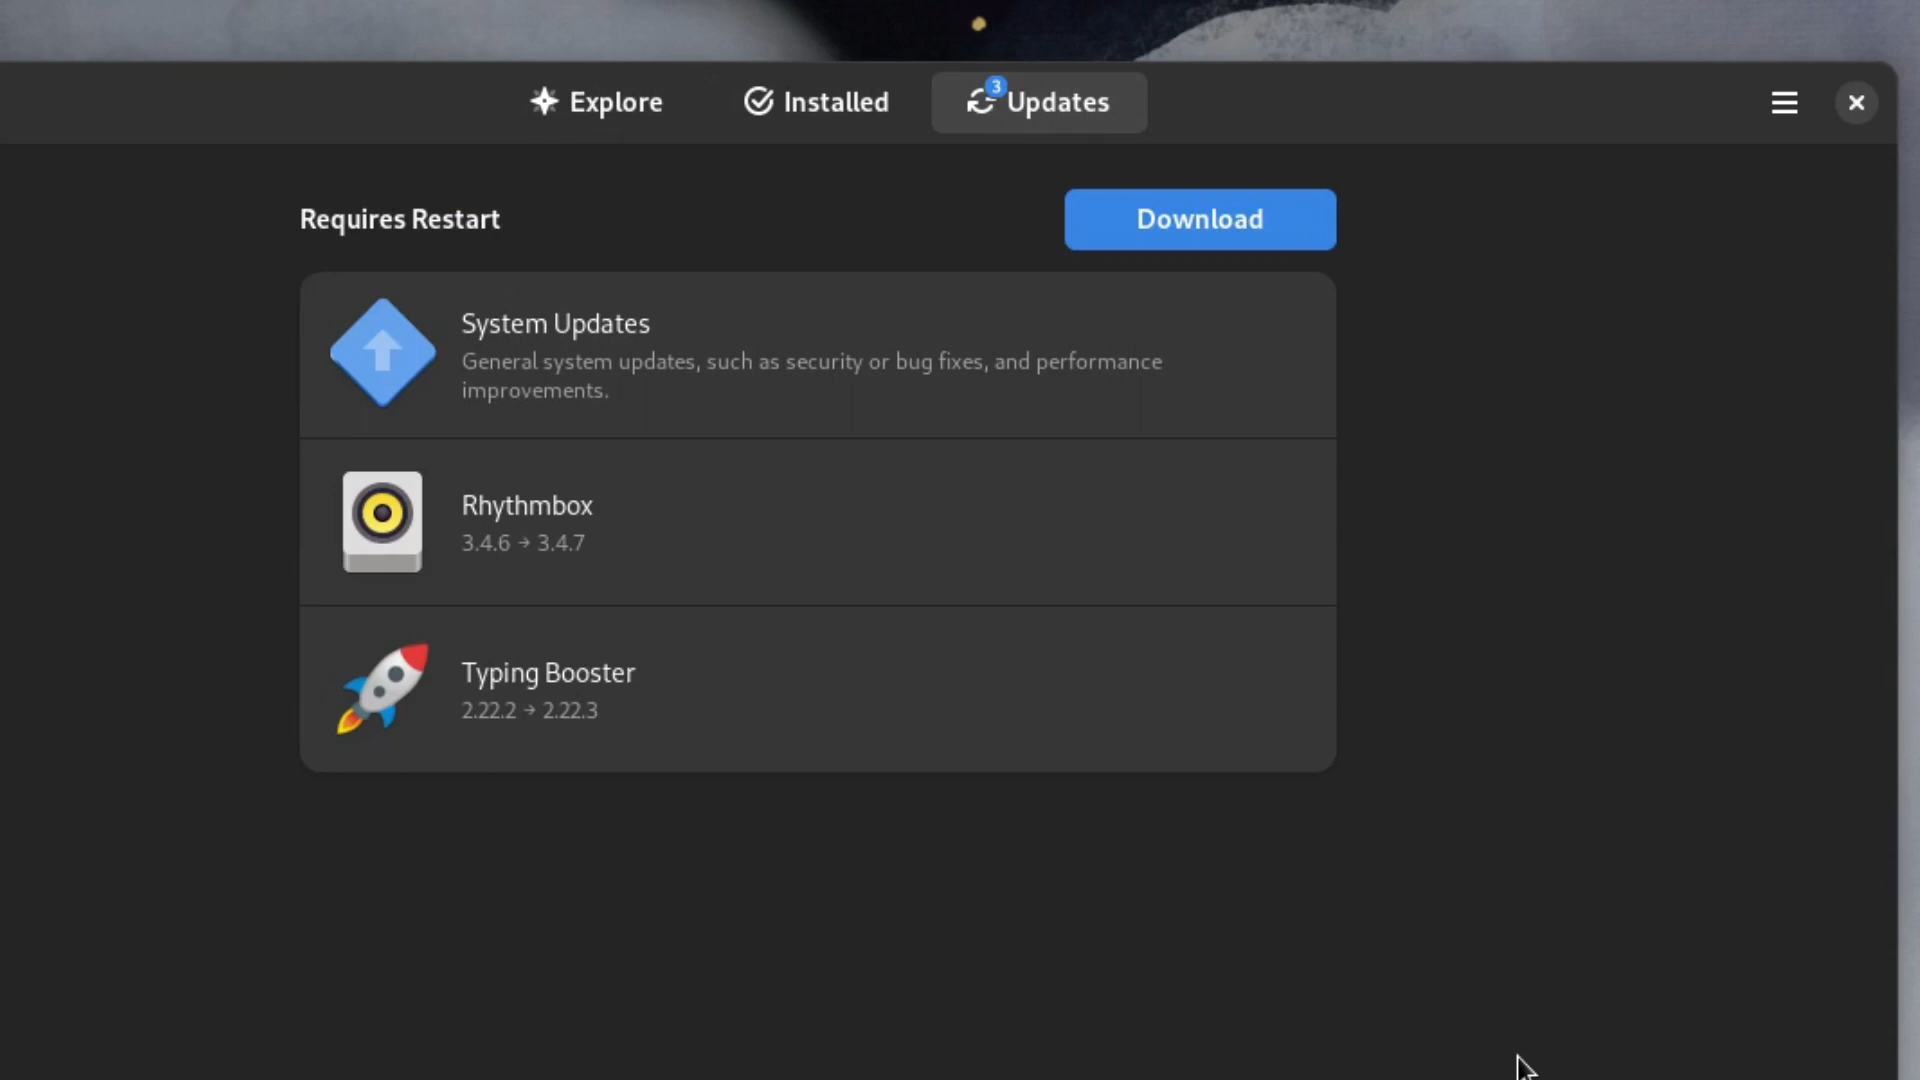 Explore
Installed
3
Updates
Requires Restart
Download
System Updates
General system updates, such as security or bug fixes, and performance
improvements.
Rhythmbox
3.4.6 → 3.4.7
Typing Booster
2.22.2 → 2.22.3